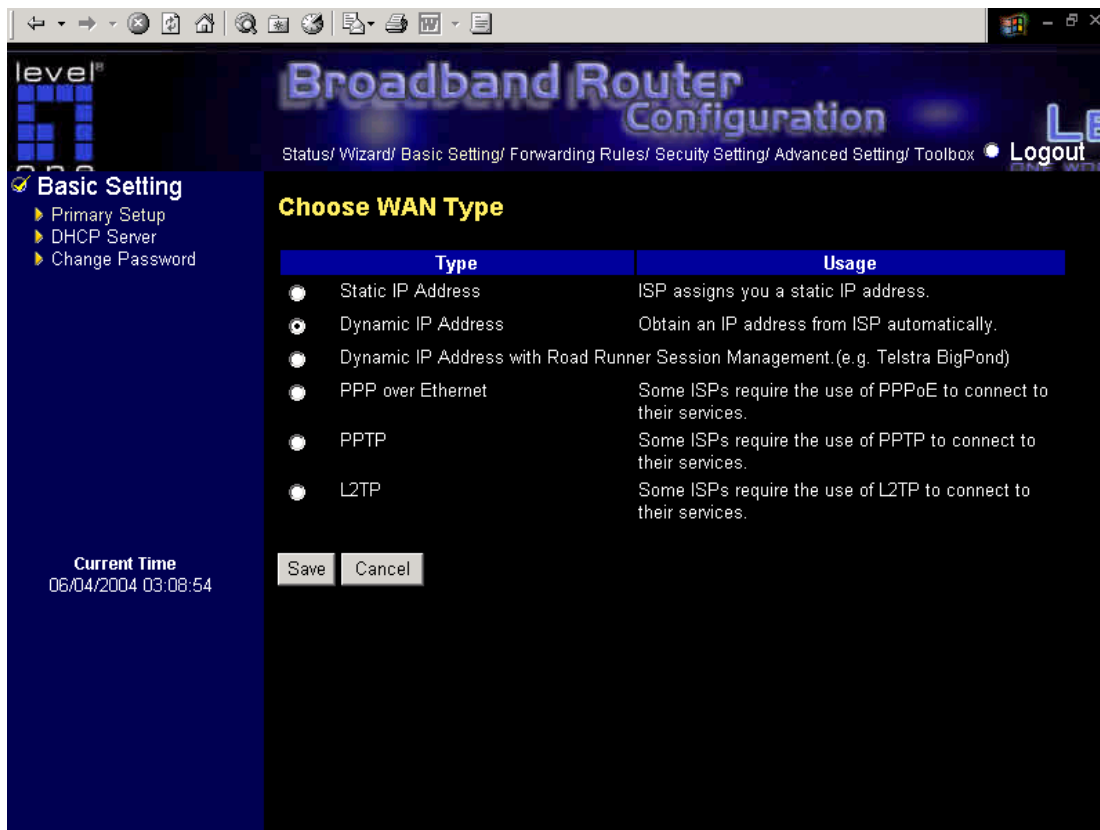 level®
one
Broadband Router
Configuration
Status/ Wizard/ Basic Setting/ Forwarding Rules/ Secuity Setting/ Advanced Setting/ Toolbox Logout
Basic Setting
Primary Setup
DHCP Server
Change Password
Choose WAN Type
Type Usage
Static IP Address ISP assigns you a static IP address.
Dynamic IP Address Obtain an IP address from ISP automatically.
Dynamic IP Address with Road Runner Session Management.(e.g. Telstra BigPond)
PPP over Ethernet Some ISPs require the use of PPPoE to connect to
their services.
PPTP Some ISPs require the use of PPTP to connect to
their services.
L2TP Some ISPs require the use of L2TP to connect to
their services.
Save Cancel
Current Time
06/04/2004 03:08:54